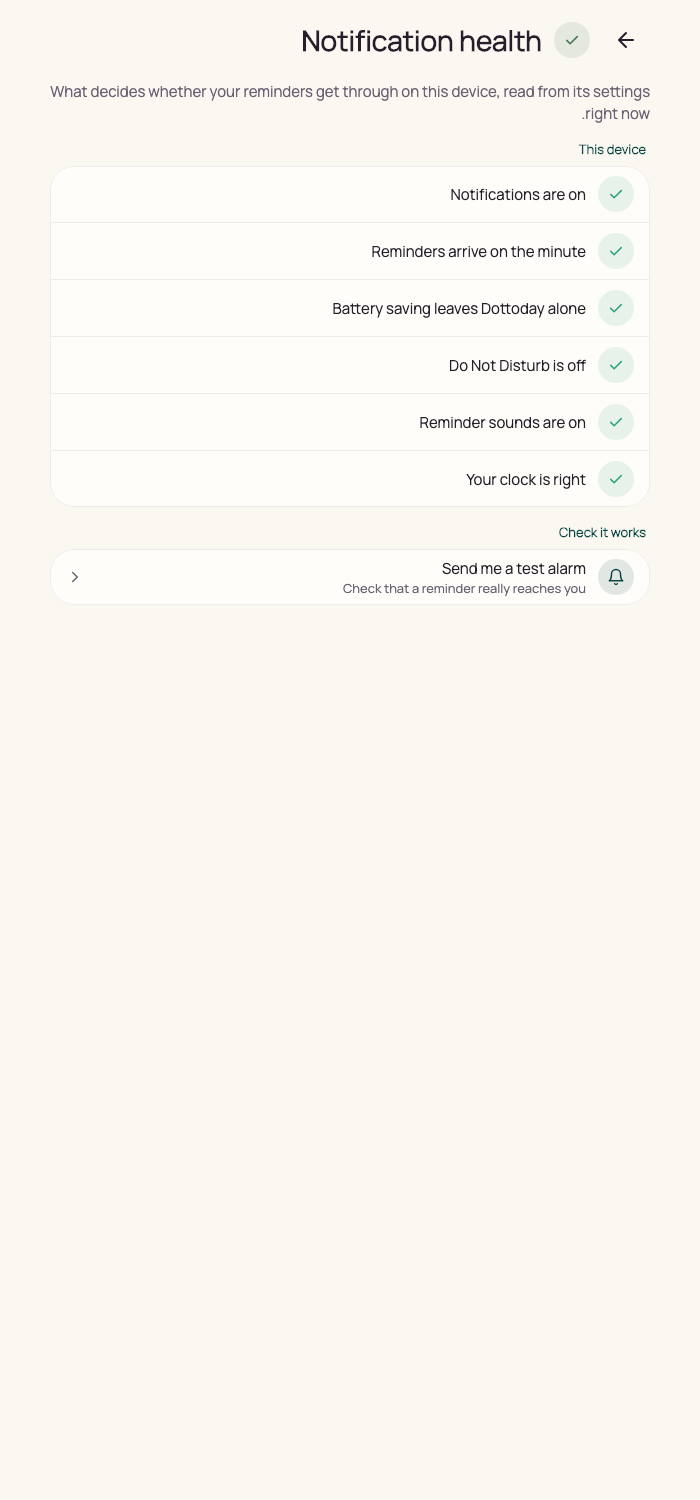 Notification health
What decides whether your reminders get through on this device, read from its settings
right now.
This device
Notifications are on
Reminders arrive on the minute
Battery saving leaves Dottoday alone
Do Not Disturb is off
Reminder sounds are on
Your clock is right
Check it works
Send me a test alarm
Check that a reminder really reaches you